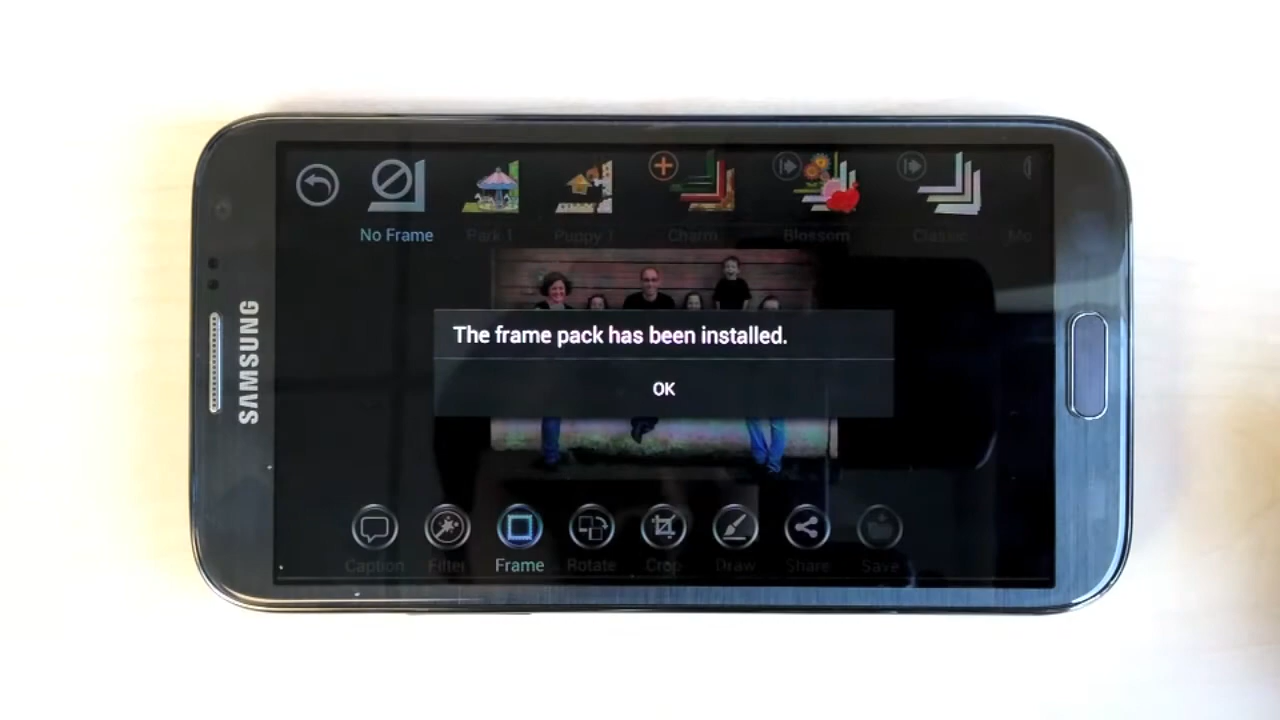 SAMSUNG
No Frame
Park 1
Puppy 1
Charm
Blossom
Classic
Mo
The frame pack has been installed.
OK
Caption
Filter
Frame
Rotate
Crop
Draw
Share
Save